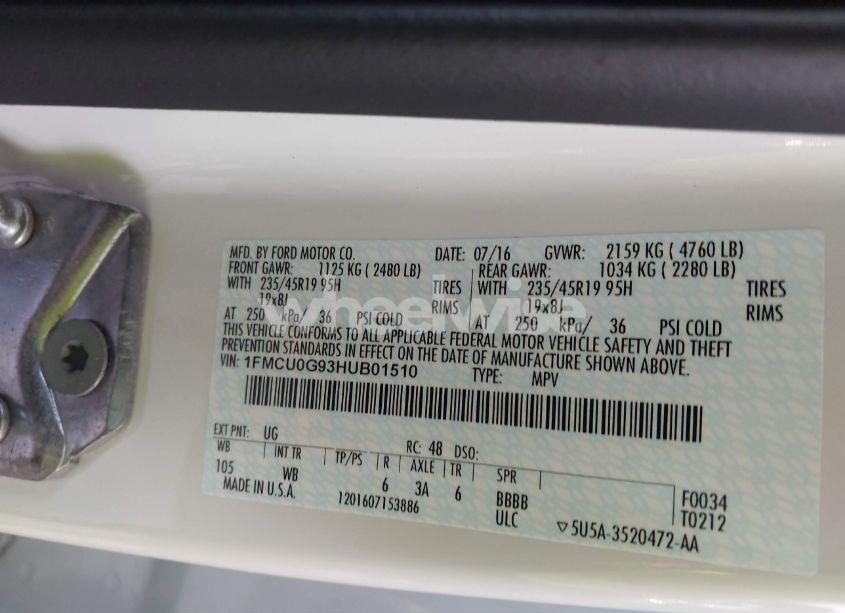 MFD. BY FORD MOTOR CO. DATE: 07/16 GVWR: 2159 KG ( 4760 LB)
FRONT GAWR: 1125 KG ( 2480 LB) REAR GAWR: 1034 KG ( 2280 LB)
WITH 235/45R19 95H TIRES WITH 235/45R19 95H TIRES
19x8J RIMS 19x8J RIMS
AT 250 kPa/ 36 PSI COLD AT 250 kPa/ 36 PSI COLD
THIS VEHICLE CONFORMS TO ALL APPLICABLE FEDERAL MOTOR VEHICLE SAFETY AND THEFT
PREVENTION STANDARDS IN EFFECT ON THE DATE OF MANUFACTURE SHOWN ABOVE.
VIN: 1FMCU0G93HUB01510 TYPE: MPV
EXT PNT: UG RC: 48 DSO:
WB INT TR TP/PS R AXLE TR SPR
105 WB 6 3A 6 BBBB F0034
MADE IN U.S.A. 1201607153886 ULC T0212
▽5U5A-3520472-AA
wheelwise